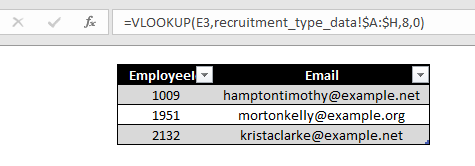 fx =VLOOKUP(E3,recruitment_type_data!$A:$H,8,0)
EmployeeI Email
1009 hamptontimothy@example.net
1951 mortonkelly@example.org
2132 kristaclarke@example.net